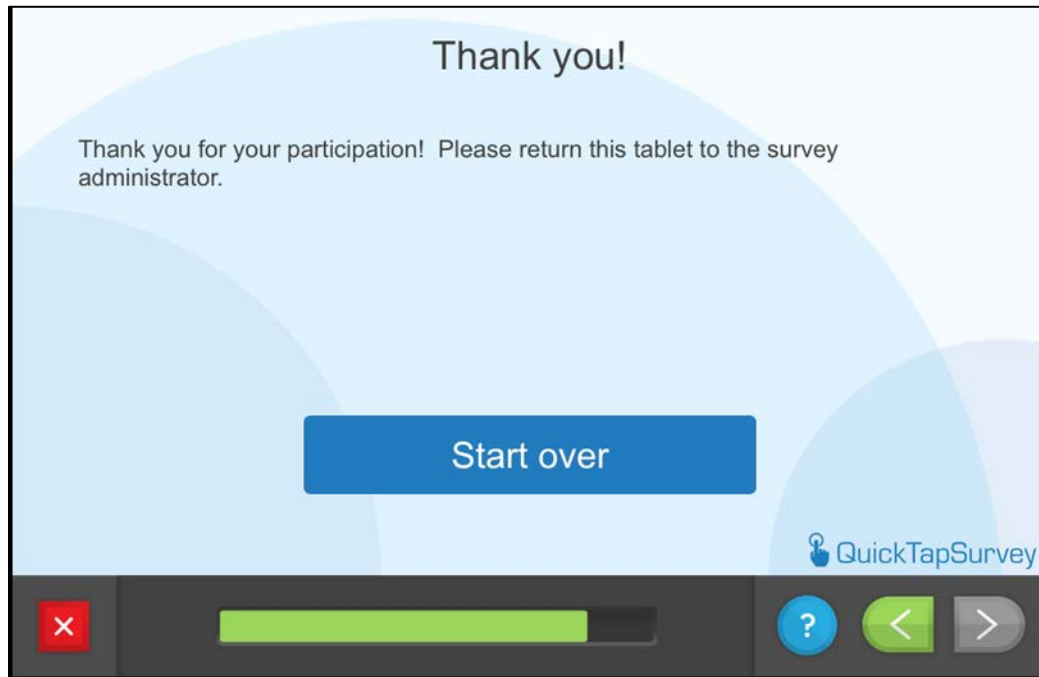 Thank you!
Thank you for your participation!  Please return this tablet to the survey
administrator.
Start over
QuickTapSurvey
?